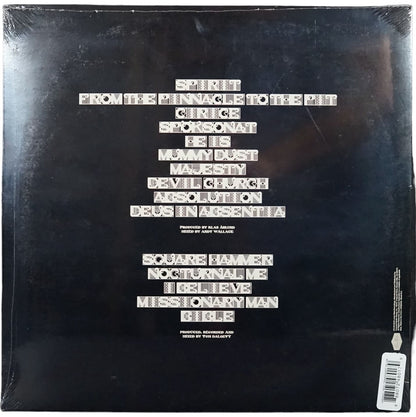 SPIRIT
FROM THE PINNACLE TO THE PIT
CIRICE
SPÖKSONAT
HE IS
MUMMY DUST
MAJESTY
DEVIL CHURCH
ABSOLUTION
DEUS IN ABSENTIA
PRODUCED BY KLAS ÅHLUND
MIXED BY ANDY WALLACE
SQUARE HAMMER
NOCTURNAL ME
I BELIEVE
MISSIONARY MAN
BIBLE
PRODUCED, RECORDED AND
MIXED BY TOM DALGETY